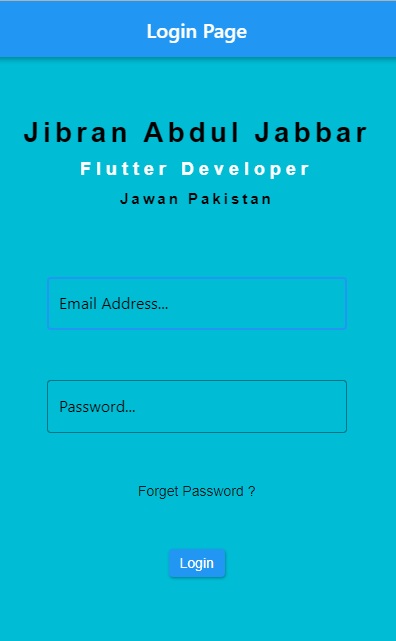 Login Page
Jibran Abdul Jabbar
Flutter Developer
Jawan Pakistan
Email Address...
Password...
Forget Password ?
Login